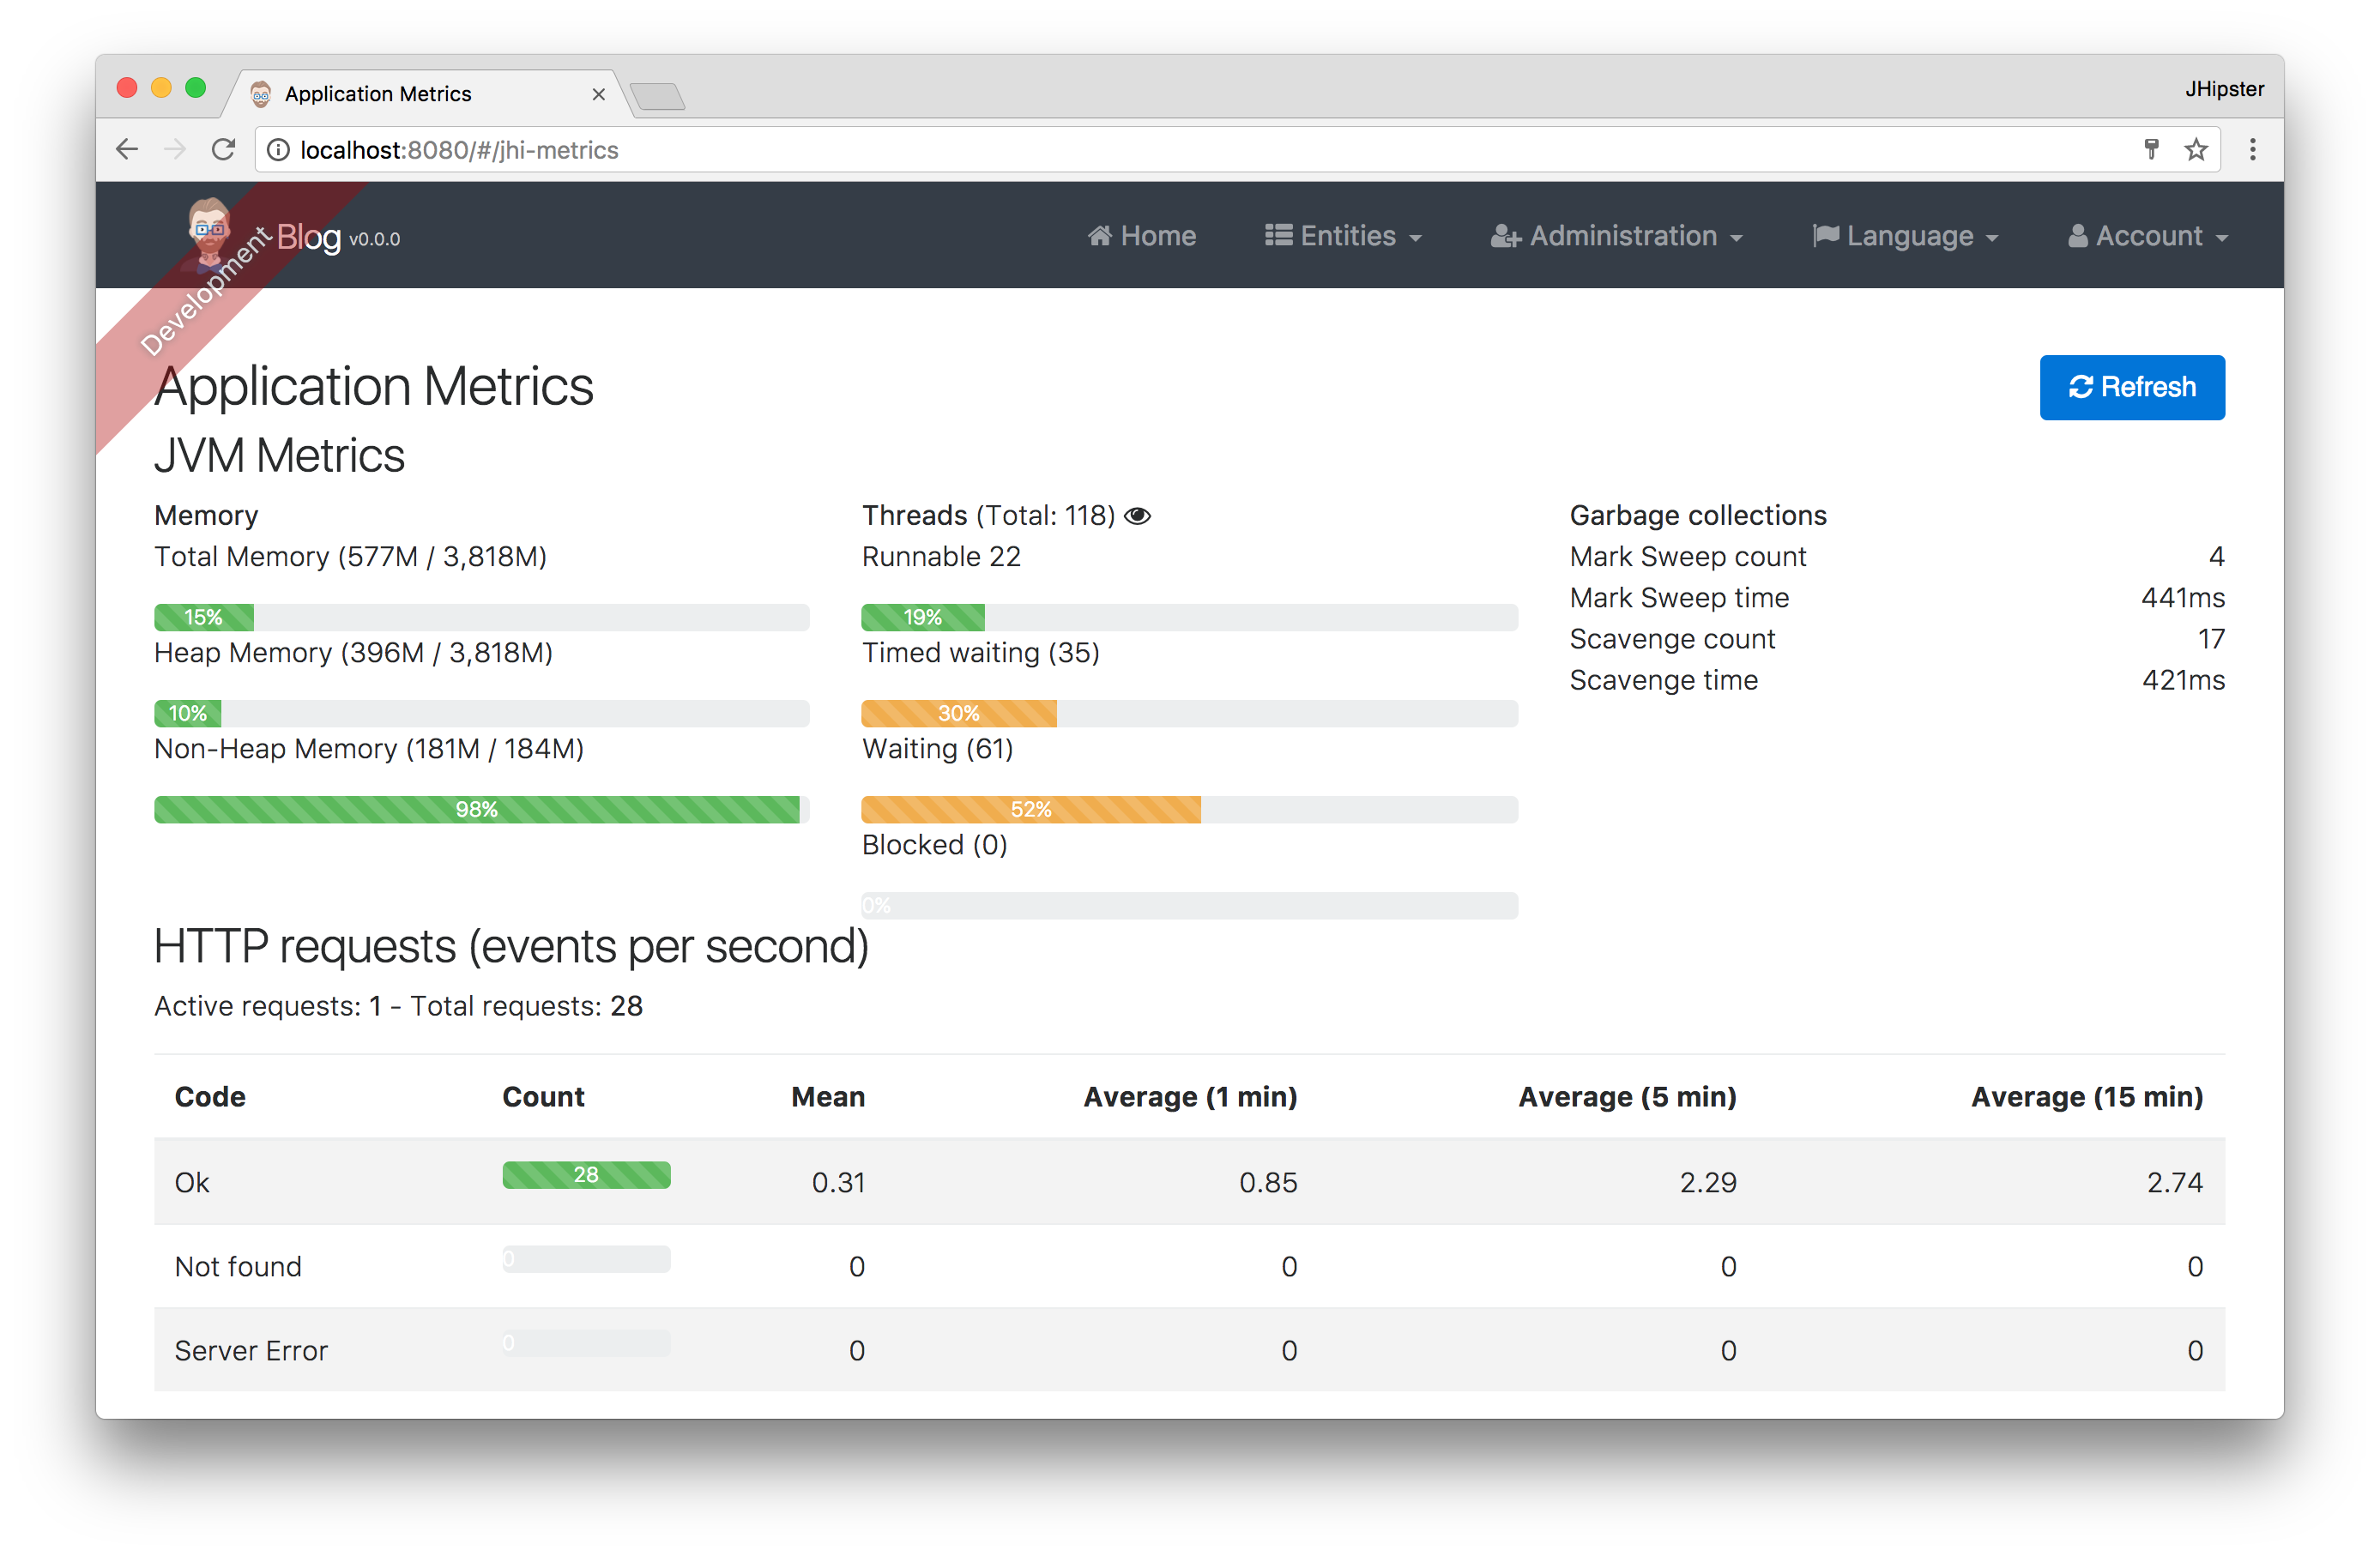 Application Metrics
JHipster
localhost:8080/#/jhi-metrics
Development
Blog v0.0.0
Home Entities Administration Language Account
Application Metrics
Refresh
JVM Metrics
Memory
Total Memory (577M / 3,818M)
15%
Heap Memory (396M / 3,818M)
10%
Non-Heap Memory (181M / 184M)
98%
Threads (Total: 118)
Runnable 22
19%
Timed waiting (35)
30%
Waiting (61)
52%
Blocked (0)
0%
Garbage collections
Mark Sweep count 4
Mark Sweep time 441ms
Scavenge count 17
Scavenge time 421ms
HTTP requests (events per second)
Active requests: 1 - Total requests: 28
Code Count Mean Average (1 min) Average (5 min) Average (15 min)
Ok 28 0.31 0.85 2.29 2.74
Not found 0 0 0 0 0
Server Error 0 0 0 0 0